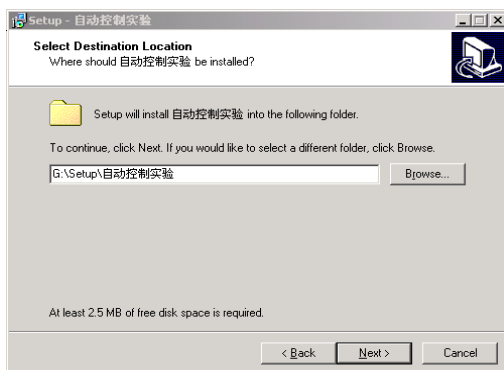 Setup - 自动控制实验
Select Destination Location
Where should 自动控制实验 be installed?
Setup will install 自动控制实验 into the following folder.
To continue, click Next. If you would like to select a different folder, click Browse.
G:\Setup\自动控制实验
Browse...
At least 2.5 MB of free disk space is required.
< Back
Next >
Cancel